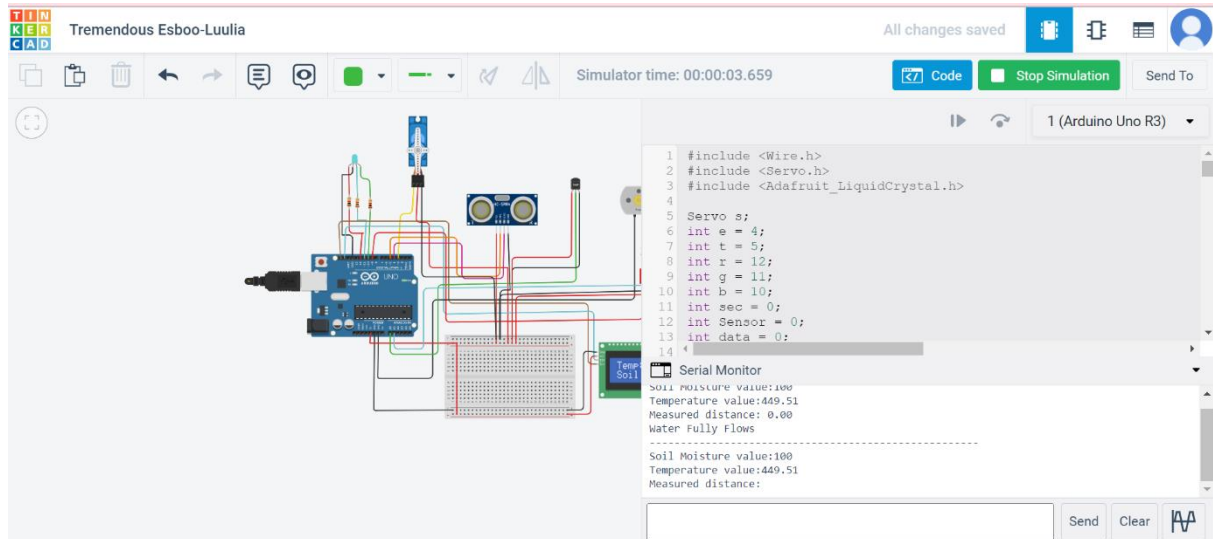 TIN
KER
CAD
Tremendous Esboo-Luulia
All changes saved
Simulator time: 00:00:03.659
Code
Stop Simulation
Send To
1 (Arduino Uno R3)
1 #include <Wire.h>
2 #include <Servo.h>
3 #include <Adafruit_LiquidCrystal.h>
4
5 Servo s;
6 int e = 4;
7 int t = 5;
8 int r = 12;
9 int g = 11;
10 int b = 10;
11 int sec = 0;
12 int Sensor = 0;
13 int data = 0;
14
UNO
ARDUINO
Temp
Soil
Serial Monitor
Soil Moisture value:100
Temperature value:449.51
Measured distance: 0.00
Water Fully Flows
-----------------------------------------------------
Soil Moisture value:100
Temperature value:449.51
Measured distance:
Send
Clear